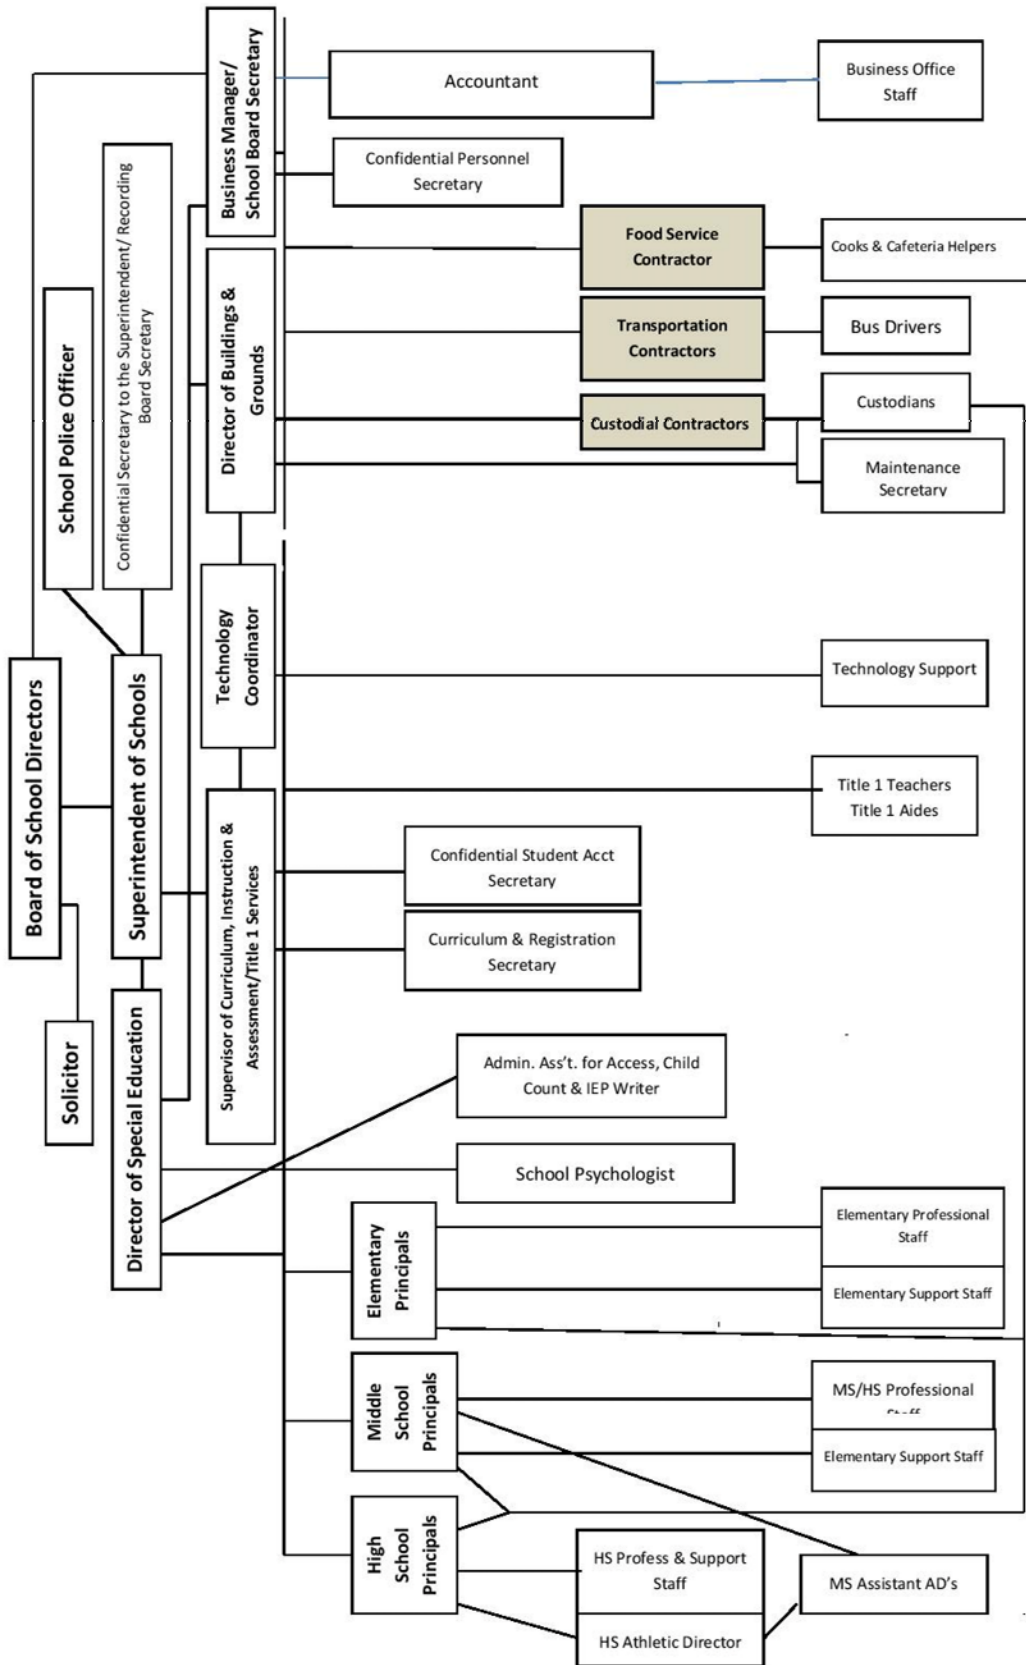 Board of School Directors
Solicitor
School Police Officer
Confidential Secretary to the Superintendent/ Recording
Board Secretary
Superintendent of Schools
Director of Special Education
Business Manager/
School Board Secretary
Director of Buildings &
Grounds
Technology
Coordinator
Supervisor of Curriculum, Instruction &
Assessment/Title 1 Services
Accountant
Business Office
Staff
Confidential Personnel
Secretary
Food Service
Contractor
Cooks & Cafeteria Helpers
Transportation
Contractors
Bus Drivers
Custodial Contractors
Custodians
Maintenance
Secretary
Technology Support
Title 1 Teachers
Title 1 Aides
Confidential Student Acct
Secretary
Curriculum & Registration
Secretary
Admin. Ass't. for Access, Child
Count & IEP Writer
School Psychologist
Elementary
Principals
Elementary Professional
Staff
Elementary Support Staff
Middle
School
Principals
MS/HS Professional
Staff
Elementary Support Staff
High
School
Principals
HS Profess & Support
Staff
HS Athletic Director
MS Assistant AD's